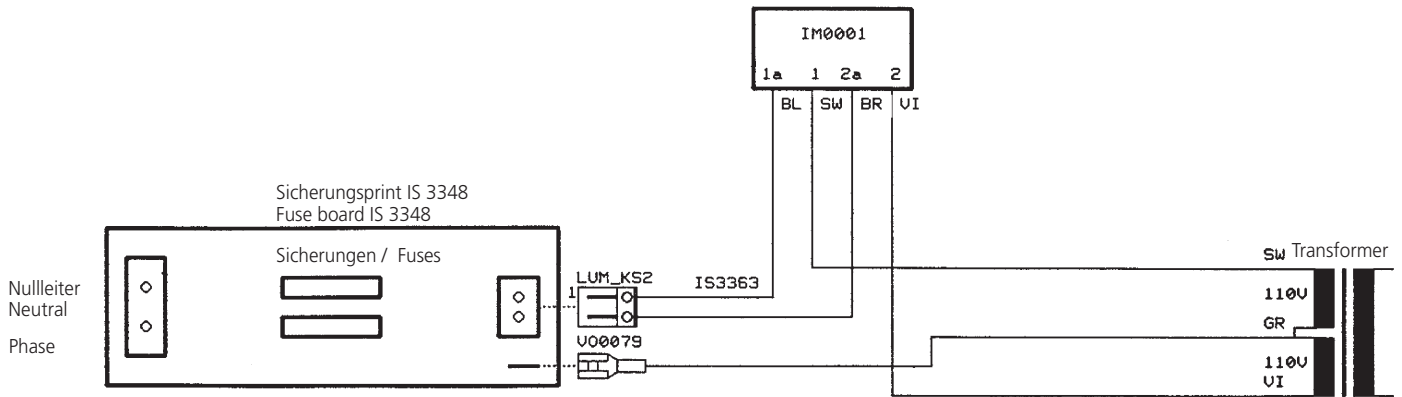 IM0001
1a 1 2a 2
BL SW BR VI
Sicherungsprint IS 3348
Fuse board IS 3348
Sicherungen / Fuses
SW Transformer
LUM_KS2
IS3363
Nullleiter
Neutral
1
110V
GR
Phase
VO0079
110V
VI